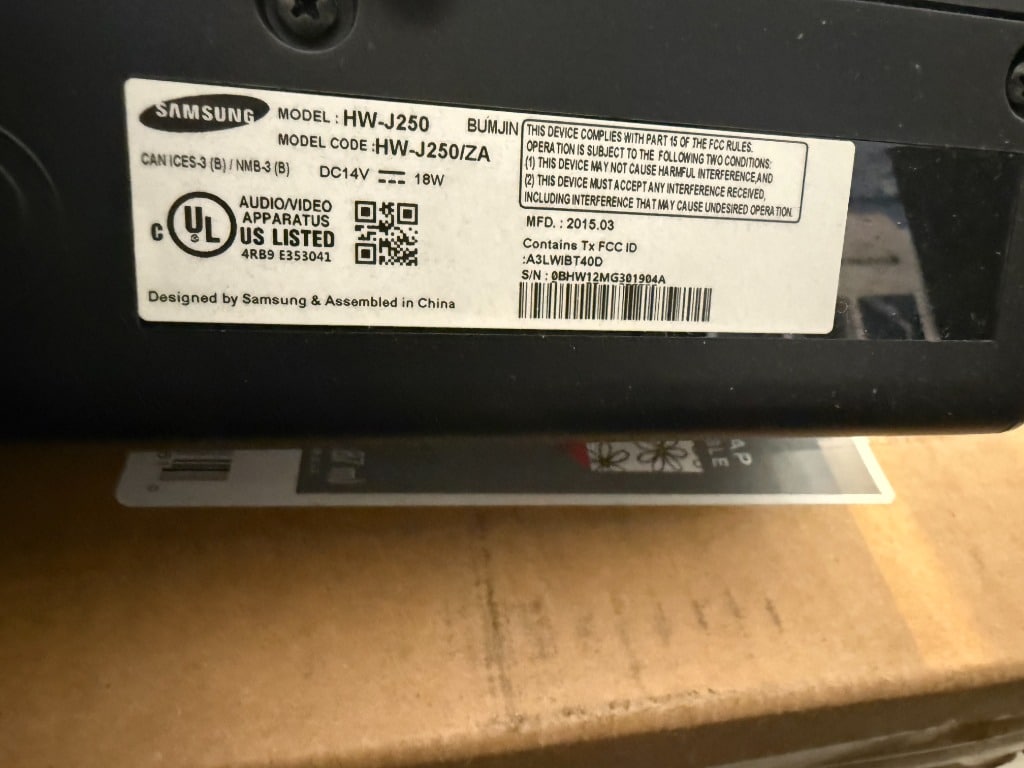 SAMSUNG
MODEL : HW-J250
MODEL CODE :HW-J250/ZA
BUMJIN
CAN ICES-3 (B) / NMB-3 (B)
DC14V 18W
C UL US LISTED
AUDIO/VIDEO
APPARATUS
4RB9 E353041
Designed by Samsung & Assembled in China
THIS DEVICE COMPLIES WITH PART 15 OF THE FCC RULES.
OPERATION IS SUBJECT TO THE FOLLOWING TWO CONDITIONS:
(1) THIS DEVICE MAY NOT CAUSE HARMFUL INTERFERENCE,AND
(2) THIS DEVICE MUST ACCEPT ANY INTERFERENCE RECEIVED,
INCLUDING INTERFERENCE THAT MAY CAUSE UNDESIRED OPERATION.
MFD. : 2015.03
Contains Tx FCC ID
:A3LWIBT40D
S/N : 0BHW12MG301904A